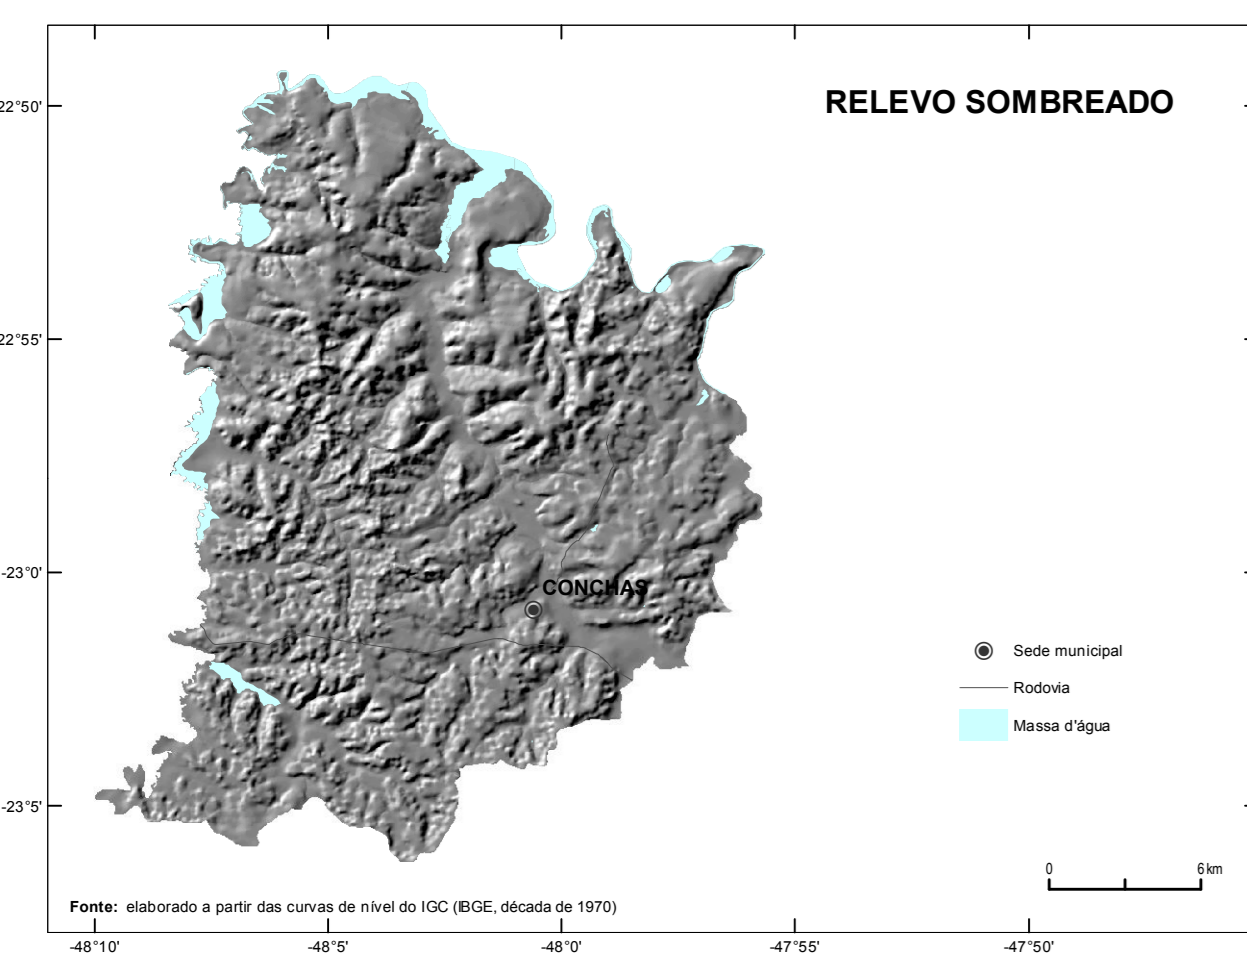 RELEVO SOMBREADO
22°50'
22°55'
-23°0'
-23°5'
CONCHAS
Sede municipal
Rodovia
Massa d'água
0 6 km
Fonte: elaborado a partir das curvas de nível do IGC (IBGE, década de 1970)
-48°10' -48°5' -48°0' -47°55' -47°50'